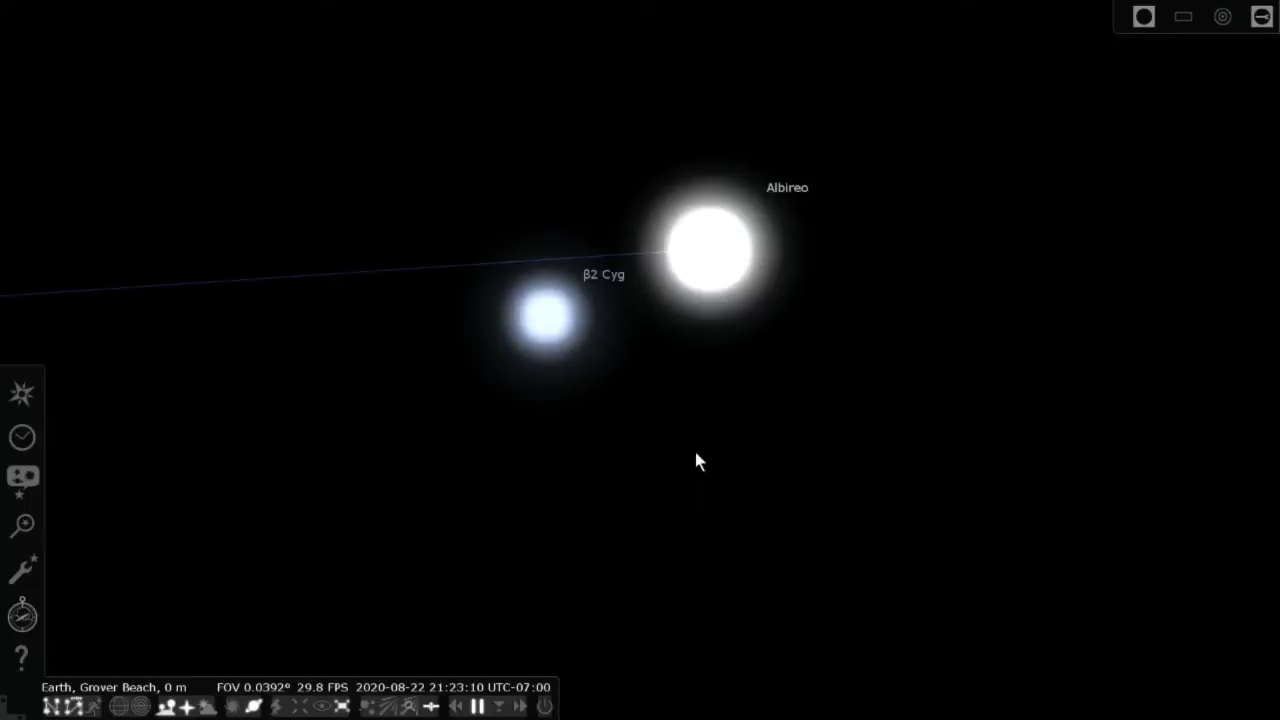 Albireo
β2 Cyg
Earth, Grover Beach, 0 m FOV 0.0392° 29.8 FPS 2020-08-22 21:23:10 UTC-07:00